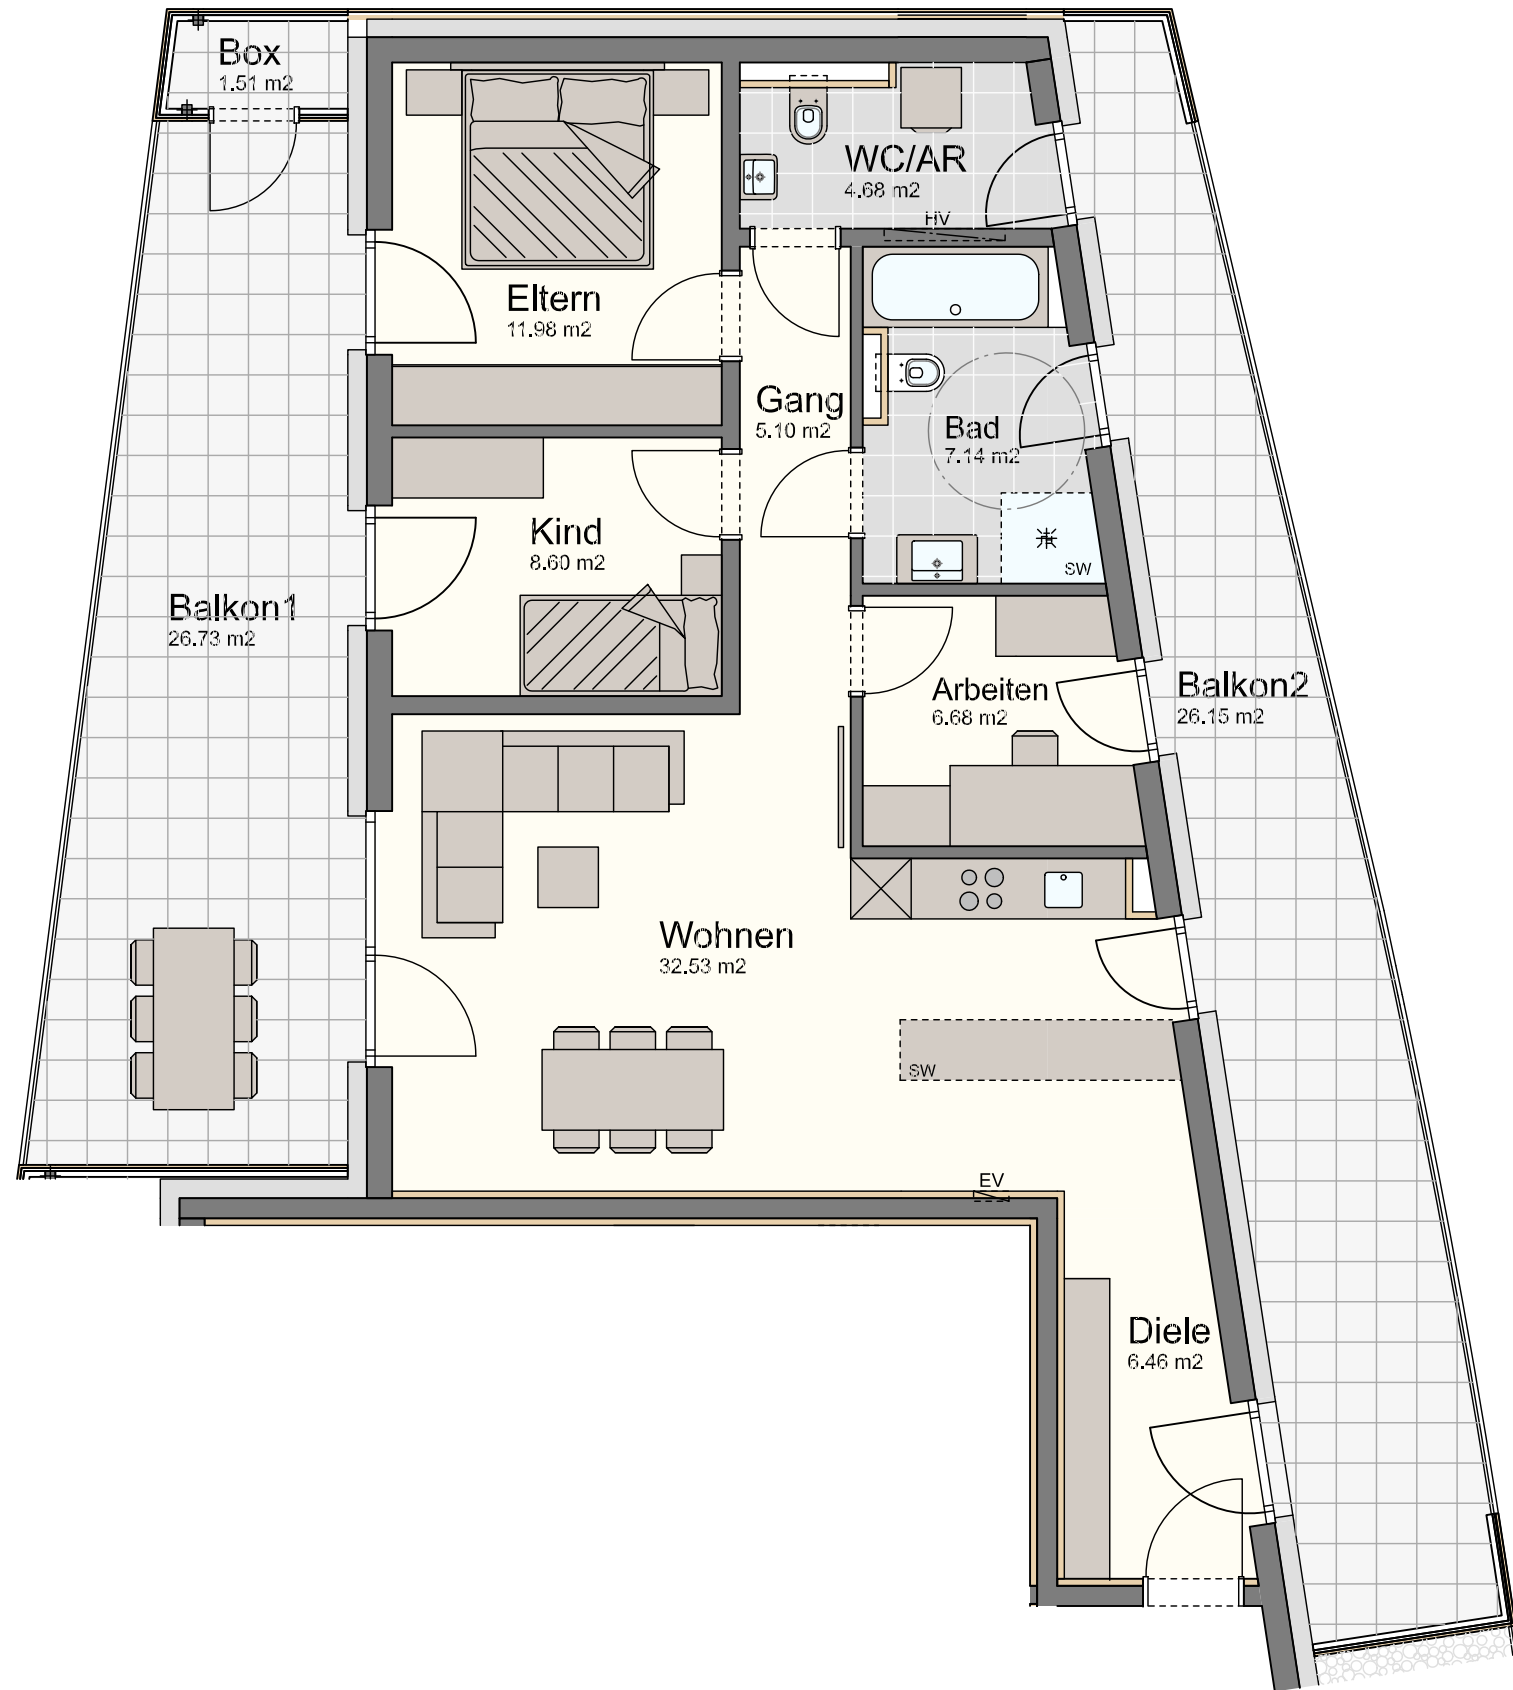 Box
1.51 m2
WC/AR
4.68 m2
HV
Eltern
11.98 m2
Gang
5.10 m2
Bad
7.14 m2
Kind
8.60 m2
SW
Balkon1
26.73 m2
Arbeiten
6.68 m2
Balkon2
26.15 m2
Wohnen
32.53 m2
SW
EV
Diele
6.46 m2